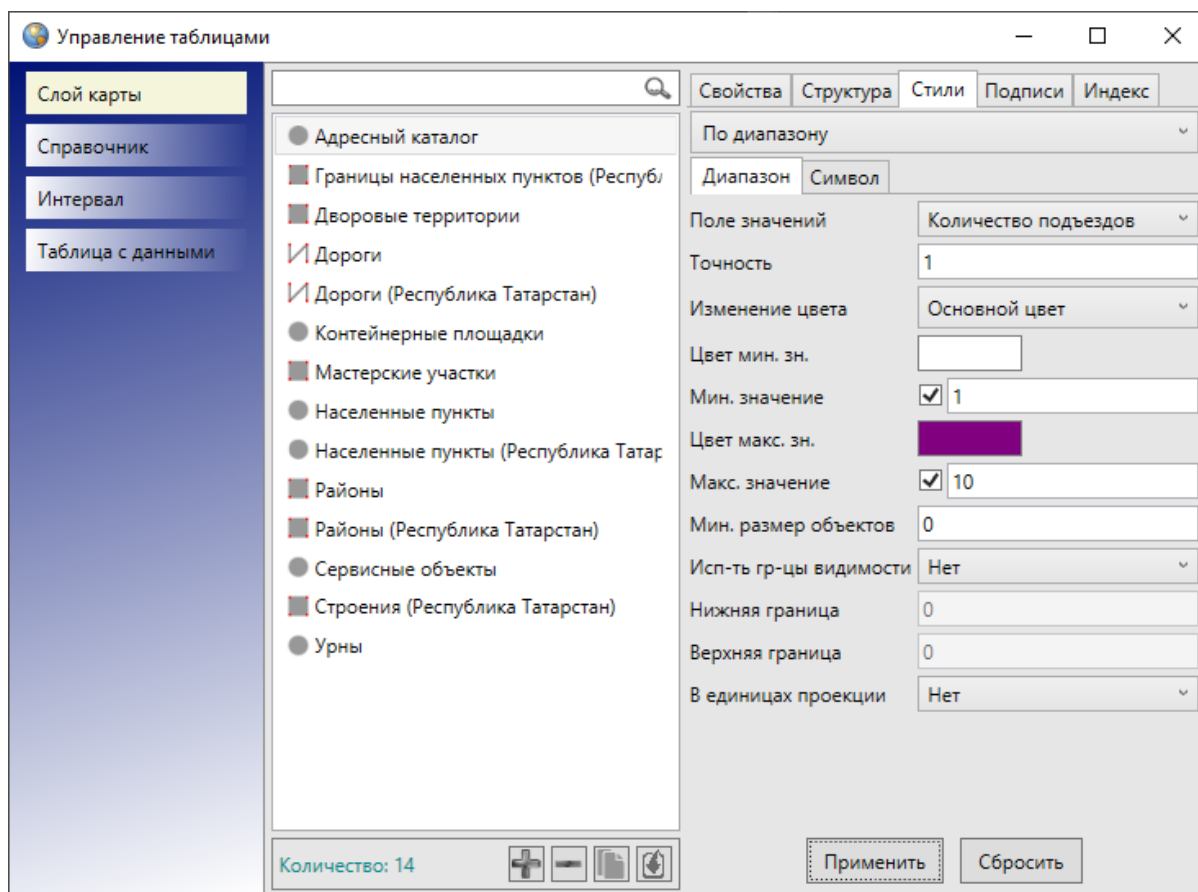 Управление таблицами
Слой карты
Справочник
Интервал
Таблица с данными
Адресный каталог
Границы населенных пунктов (Республ
Дворовые территории
Дороги
Дороги (Республика Татарстан)
Контейнерные площадки
Мастерские участки
Населенные пункты
Населенные пункты (Республика Татар
Районы
Районы (Республика Татарстан)
Сервисные объекты
Строения (Республика Татарстан)
Урны
Количество: 14
Свойства Структура Стили Подписи Индекс
По диапазону
Диапазон Символ
Поле значений Количество подъездов
Точность 1
Изменение цвета Основной цвет
Цвет мин. зн.
Мин. значение 1
Цвет макс. зн.
Макс. значение 10
Мин. размер объектов 0
Исп-ть гр-цы видимости Нет
Нижняя граница 0
Верхняя граница 0
В единицах проекции Нет
Применить Сбросить